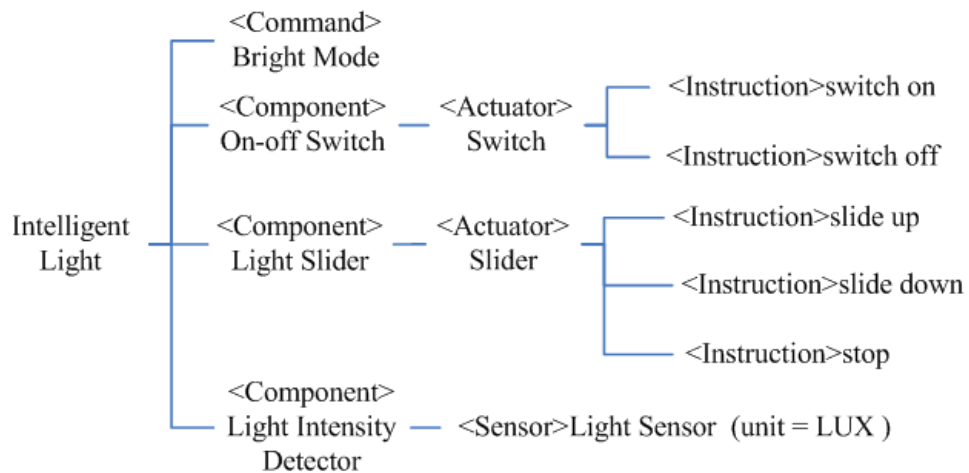 <Command>
Bright Mode
<Component>
On-off Switch
<Actuator>
Switch
<Instruction>switch on
<Instruction>switch off
Intelligent
Light
<Component>
Light Slider
<Actuator>
Slider
<Instruction>slide up
<Instruction>slide down
<Instruction>stop
<Component>
Light Intensity
Detector
<Sensor>Light Sensor (unit = LUX )